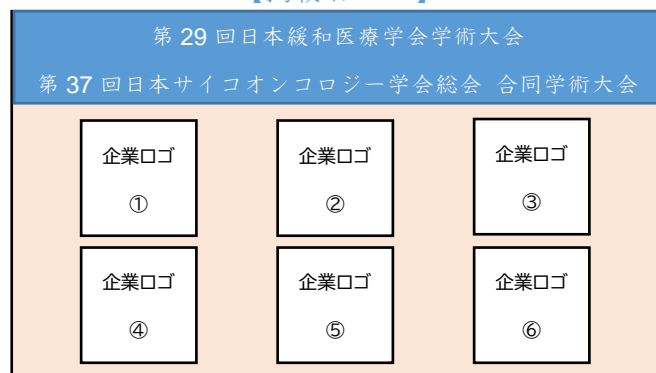 第 29 回日本緩和医療学会学術大会
第 37 回日本サイコオンコロジー学会総会 合同学術大会
企業ロゴ 企業ロゴ 企業ロゴ
① ② ③
企業ロゴ 企業ロゴ 企業ロゴ
④ ⑤ ⑥